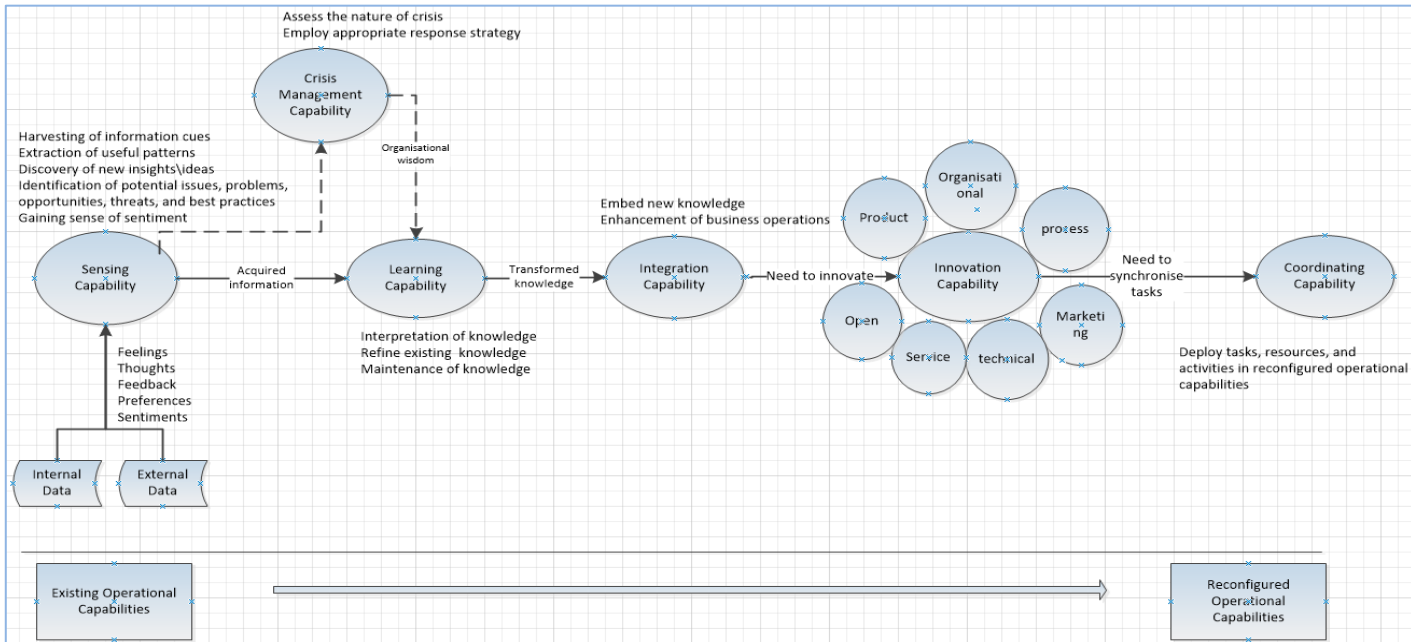 Assess the nature of crisis
Employ appropriate response strategy
Crisis
Management
Capability
Harvesting of information cues
Extraction of useful patterns
Discovery of new insights\ideas
Identification of potential issues, problems,
opportunities, threats, and best practices
Gaining sense of sentiment
Organisational
wisdom
Sensing
Capability
Acquired
information
Learning
Capability
Transformed
knowledge
Embed new knowledge
Enhancement of business operations
Integration
Capability
Need to innovate
Product
Organisati
onal
process
Innovation
Capability
Open
Service
technical
Marketi
ng
Need to
synchronise
tasks
Coordinating
Capability
Interpretation of knowledge
Refine existing knowledge
Maintenance of knowledge
Deploy tasks, resources, and
activities in reconfigured operational
capabilities
Feelings
Thoughts
Feedback
Preferences
Sentiments
Internal
Data
External
Data
Existing Operational
Capabilities
Reconfigured
Operational
Capabilities